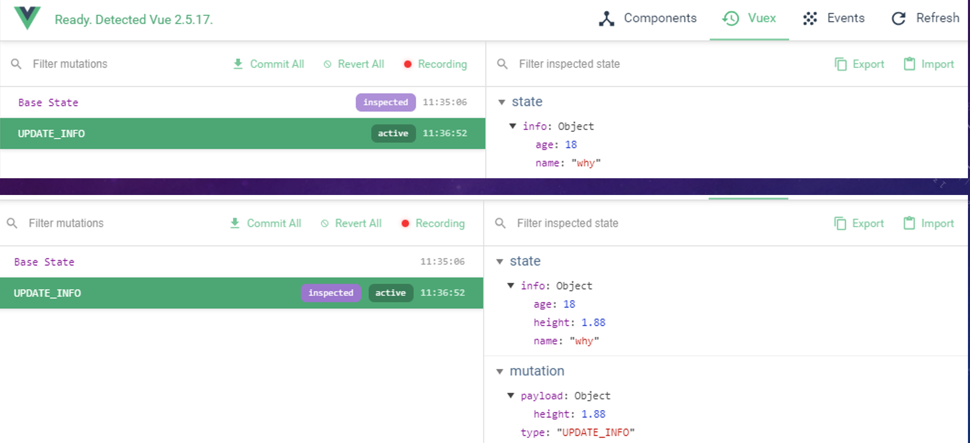 Ready. Detected Vue 2.5.17. Components Vuex Events Refresh
Filter mutations Commit All Revert All Recording Filter inspected state Export Import
Base State inspected 11:35:06
UPDATE_INFO active 11:36:52
state
info: Object
age: 18
name: "why"
Filter mutations Commit All Revert All Recording Filter inspected state Export Import
Base State 11:35:06
UPDATE_INFO inspected active 11:36:52
state
info: Object
age: 18
height: 1.88
name: "why"
mutation
payload: Object
height: 1.88
type: "UPDATE_INFO"